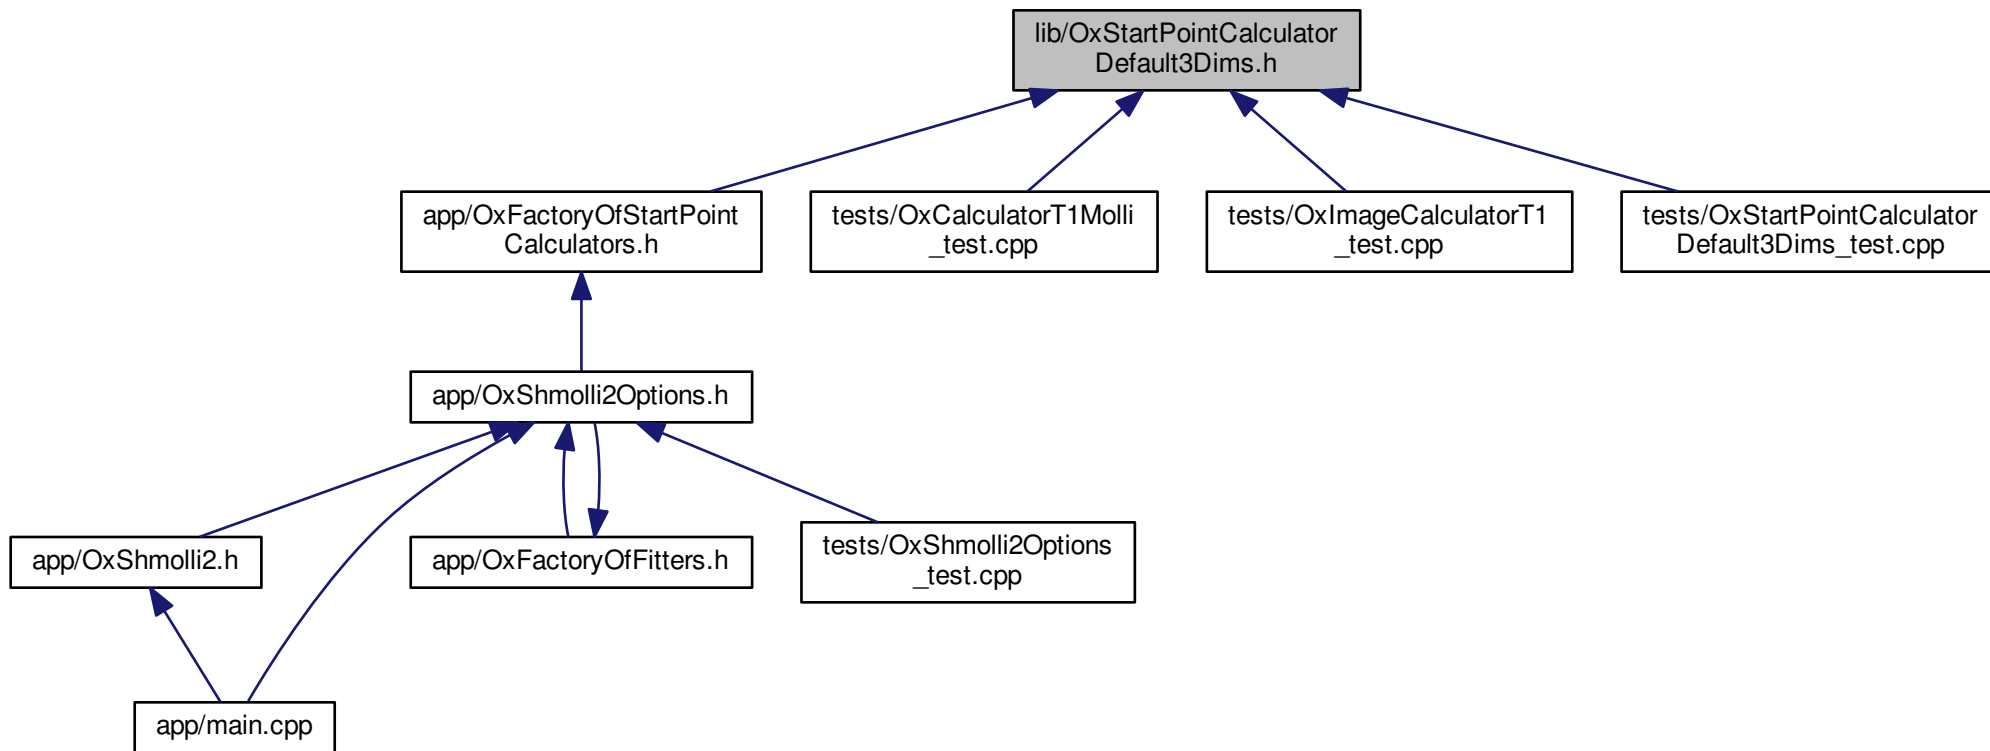 lib/OxStartPointCalculator
Default3Dims.h
app/OxFactoryOfStartPoint
Calculators.h
tests/OxCalculatorT1Molli
_test.cpp
tests/OxImageCalculatorT1
_test.cpp
tests/OxStartPointCalculator
Default3Dims_test.cpp
app/OxShmolli2Options.h
app/OxShmolli2.h
app/OxFactoryOfFitters.h
tests/OxShmolli2Options
_test.cpp
app/main.cpp